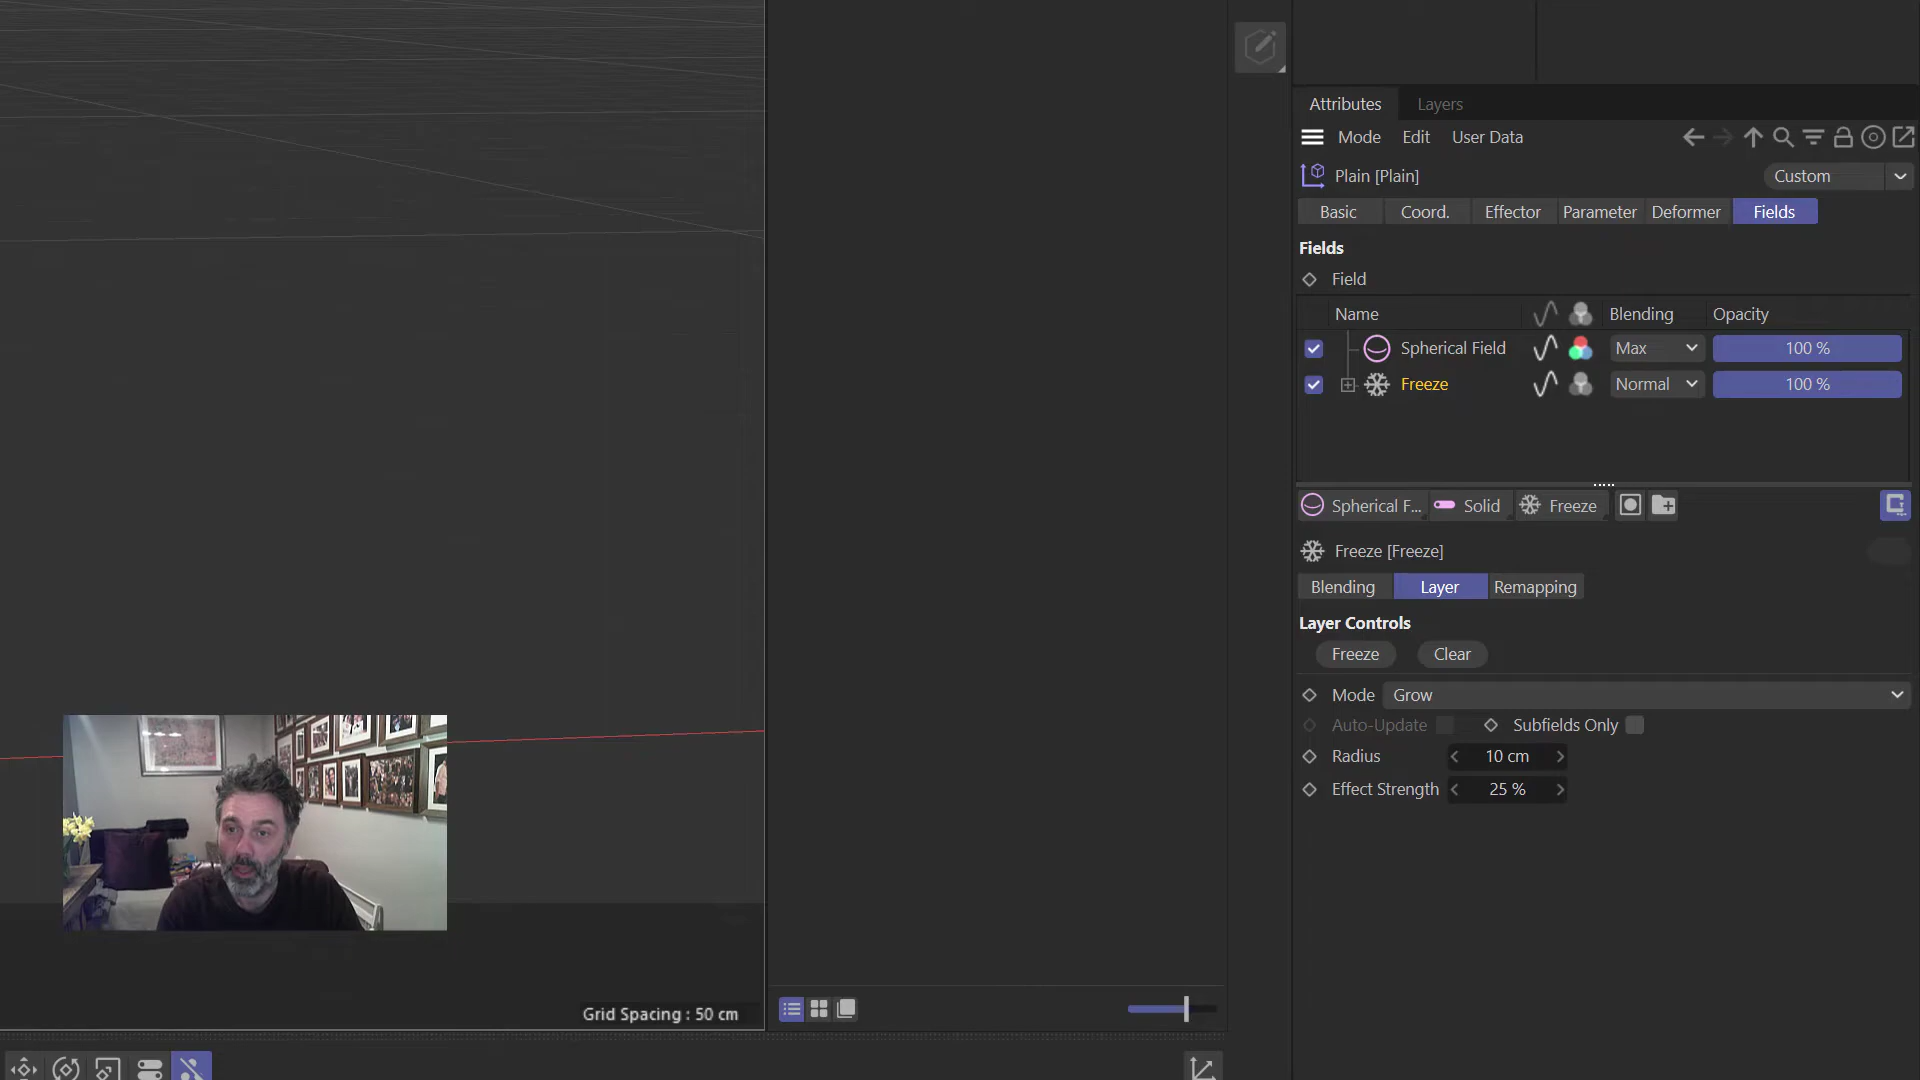 Attributes
Layers
Mode
Edit
User Data
Plain [Plain]
Custom
Basic
Coord.
Effector
Parameter
Deformer
Fields
Fields
Field
Name
Blending
Opacity
Spherical Field
Max
100 %
Freeze
Normal
100 %
Spherical F...
Solid
Freeze
Freeze [Freeze]
Blending
Layer
Remapping
Layer Controls
Freeze
Clear
Mode
Grow
Auto-Update
Subfields Only
Radius
10 cm
Effect Strength
25 %
Grid Spacing : 50 cm